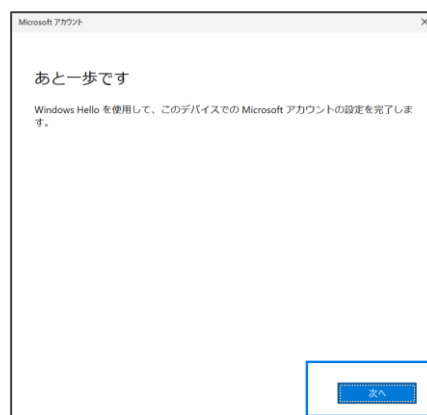 Microsoft アカウント
あと一歩です
Windows Hello を使用して、このデバイスでの Microsoft アカウントの設定を完了しま
す。
次へ